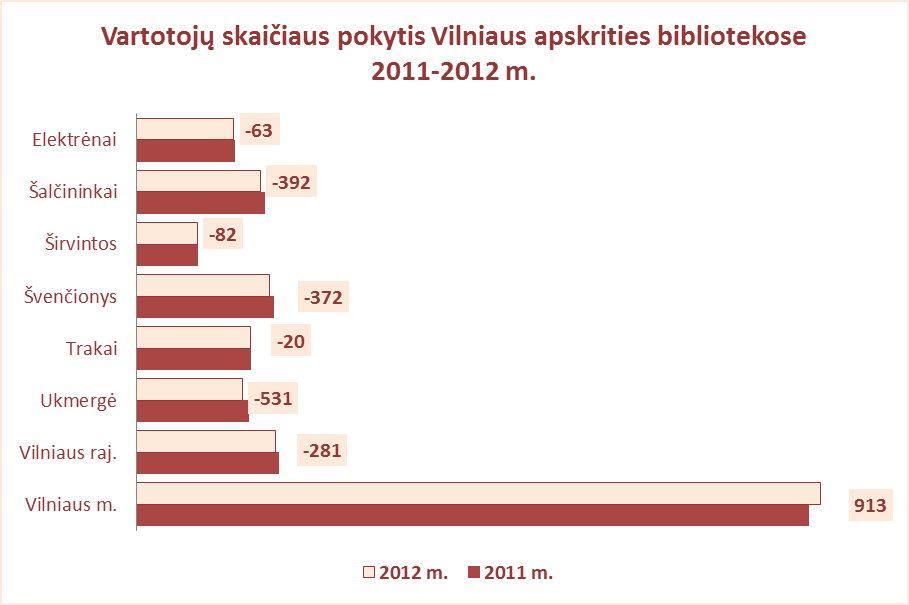 Vartotojų skaičiaus pokytis Vilniaus apskrities bibliotekose
2011-2012 m.
Elektrėnai -63
Šalčininkai -392
Širvintos -82
Švenčionys -372
Trakai -20
Ukmergė -531
Vilniaus raj. -281
Vilniaus m. 913
2012 m. 2011 m.